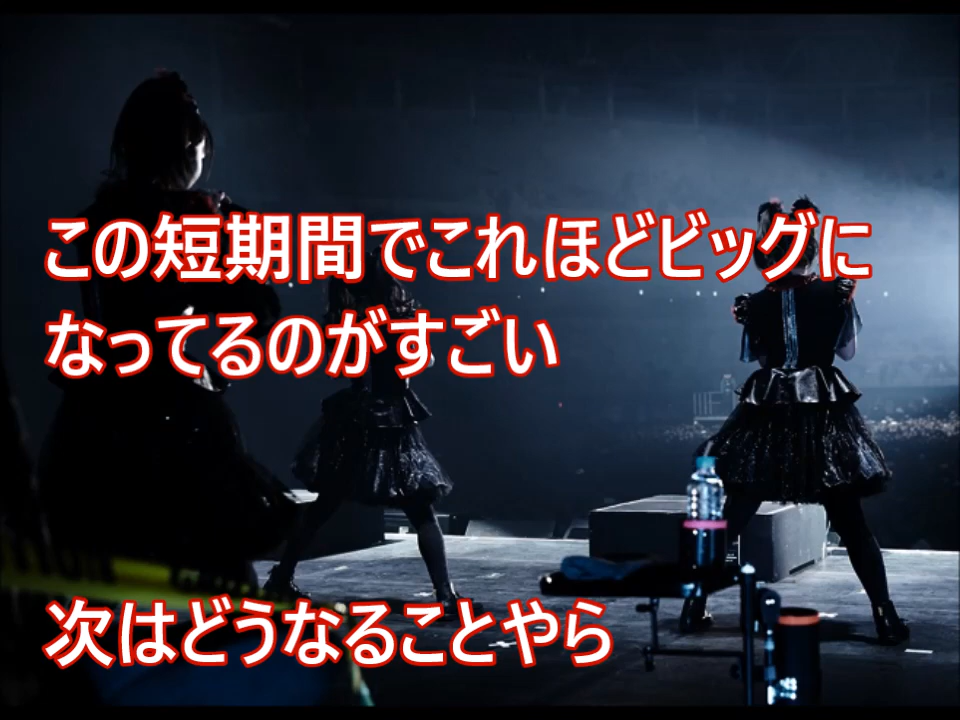 この短期間でこれほどビッグに
なってるのがすごい
次はどうなることやら